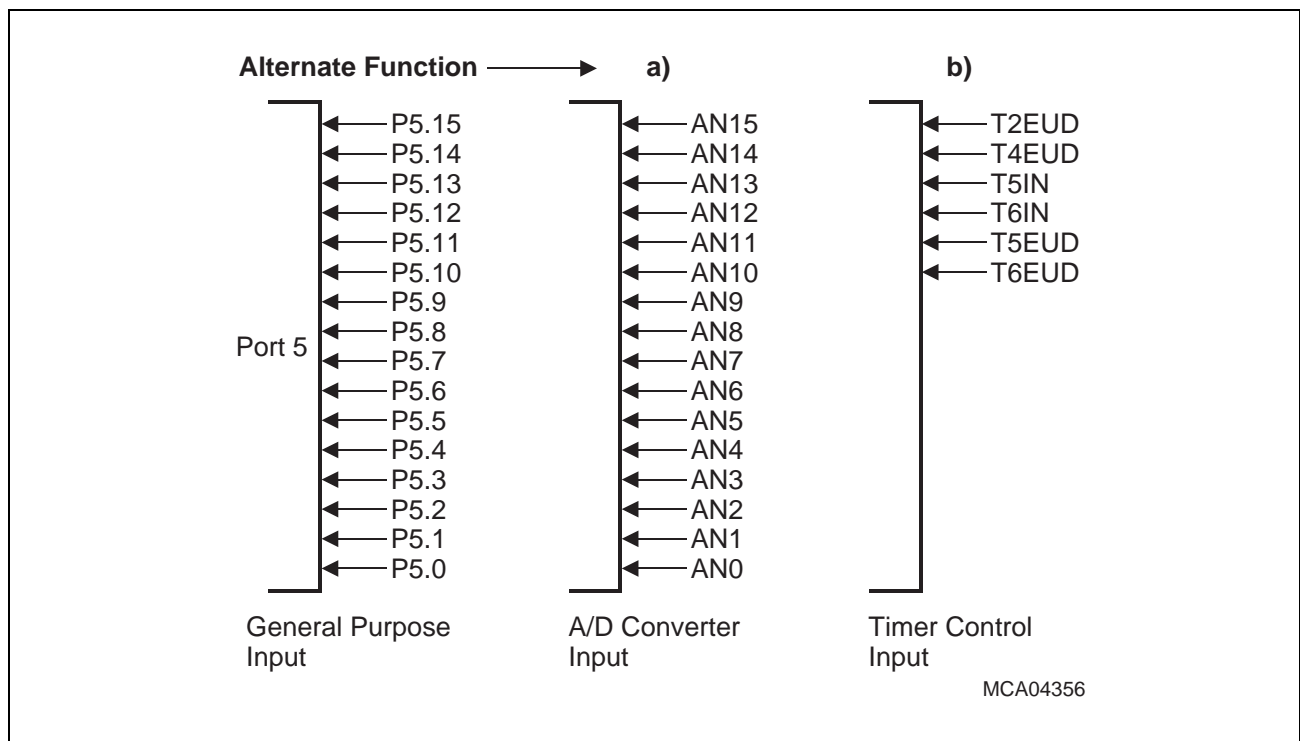 Alternate Function a) b)
P5.15 AN15 T2EUD
P5.14 AN14 T4EUD
P5.13 AN13 T5IN
P5.12 AN12 T6IN
P5.11 AN11 T5EUD
P5.10 AN10 T6EUD
P5.9 AN9
P5.8 AN8
Port 5
P5.7 AN7
P5.6 AN6
P5.5 AN5
P5.4 AN4
P5.3 AN3
P5.2 AN2
P5.1 AN1
P5.0 AN0
General Purpose A/D Converter Timer Control
Input Input Input
MCA04356